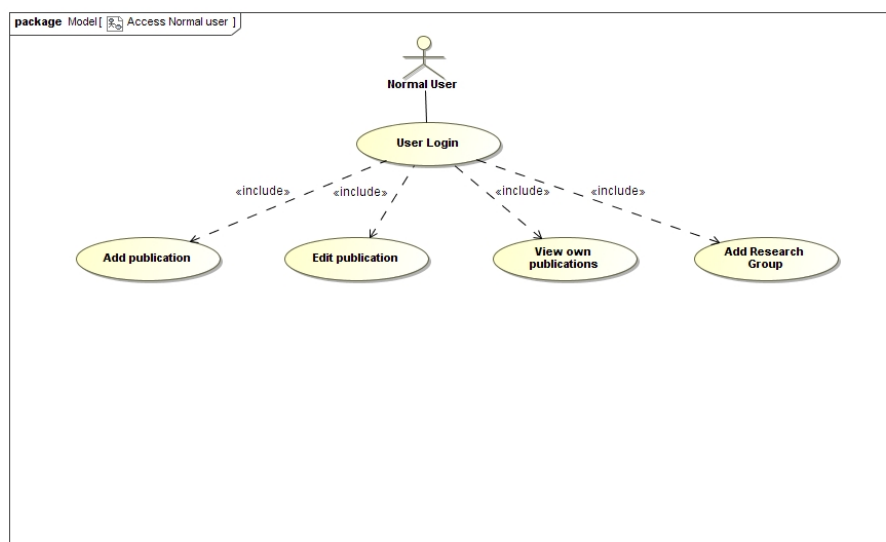 package Model [ Access Normal user ]
Normal User
User Login
«include»
«include»
«include»
«include»
Add publication
Edit publication
View own
publications
Add Research
Group